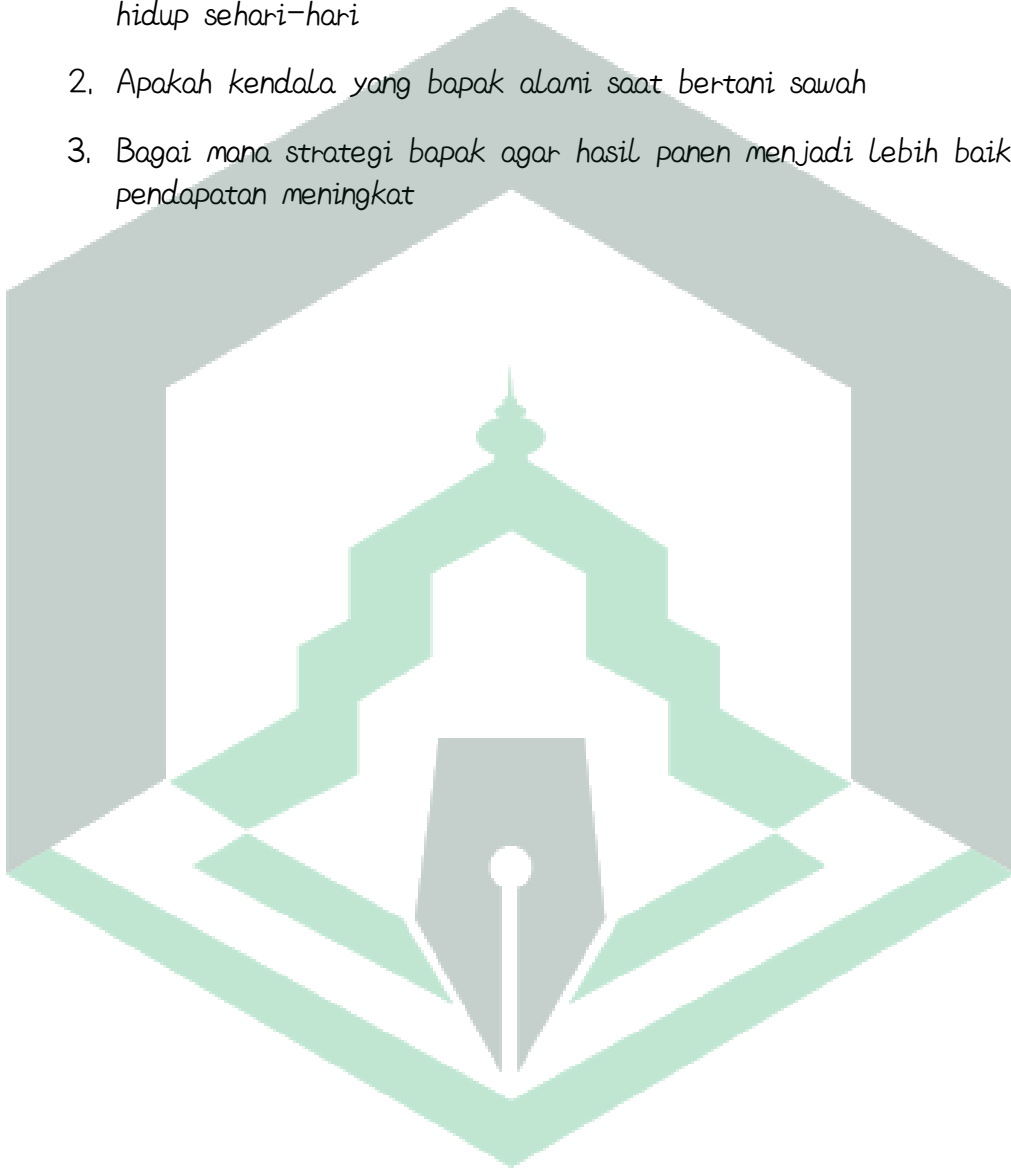 hidup sehari-hari
2. Apakah kendala yang bapak alami saat bertani sawah
3. Bagai mana strategi bapak agar hasil panen menjadi lebih baik
pendapatan meningkat